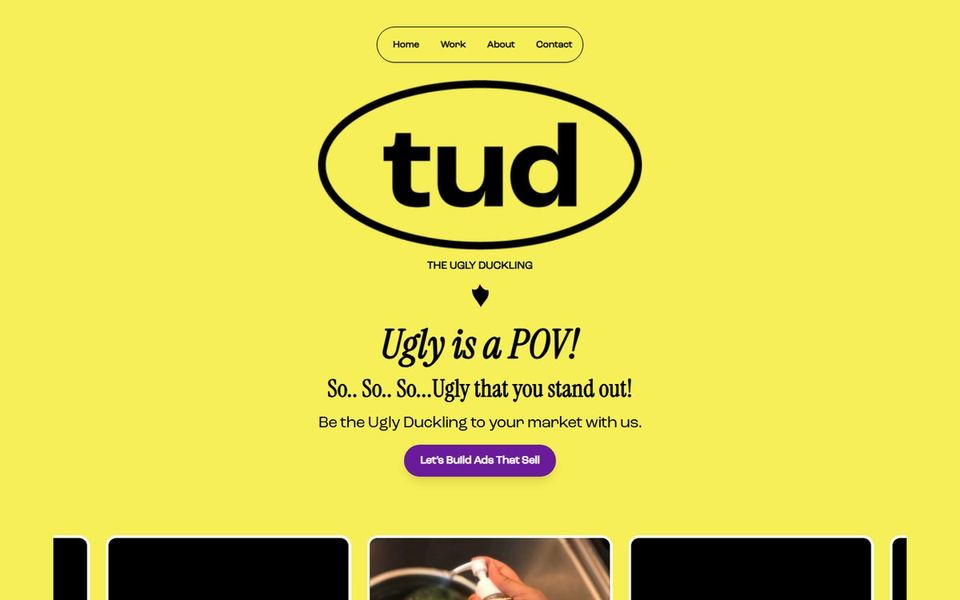 Home Work About Contact
tud
THE UGLY DUCKLING
Ugly is a POV!
So.. So.. So...Ugly that you stand out!
Be the Ugly Duckling to your market with us.
Let's Build Ads That Sell